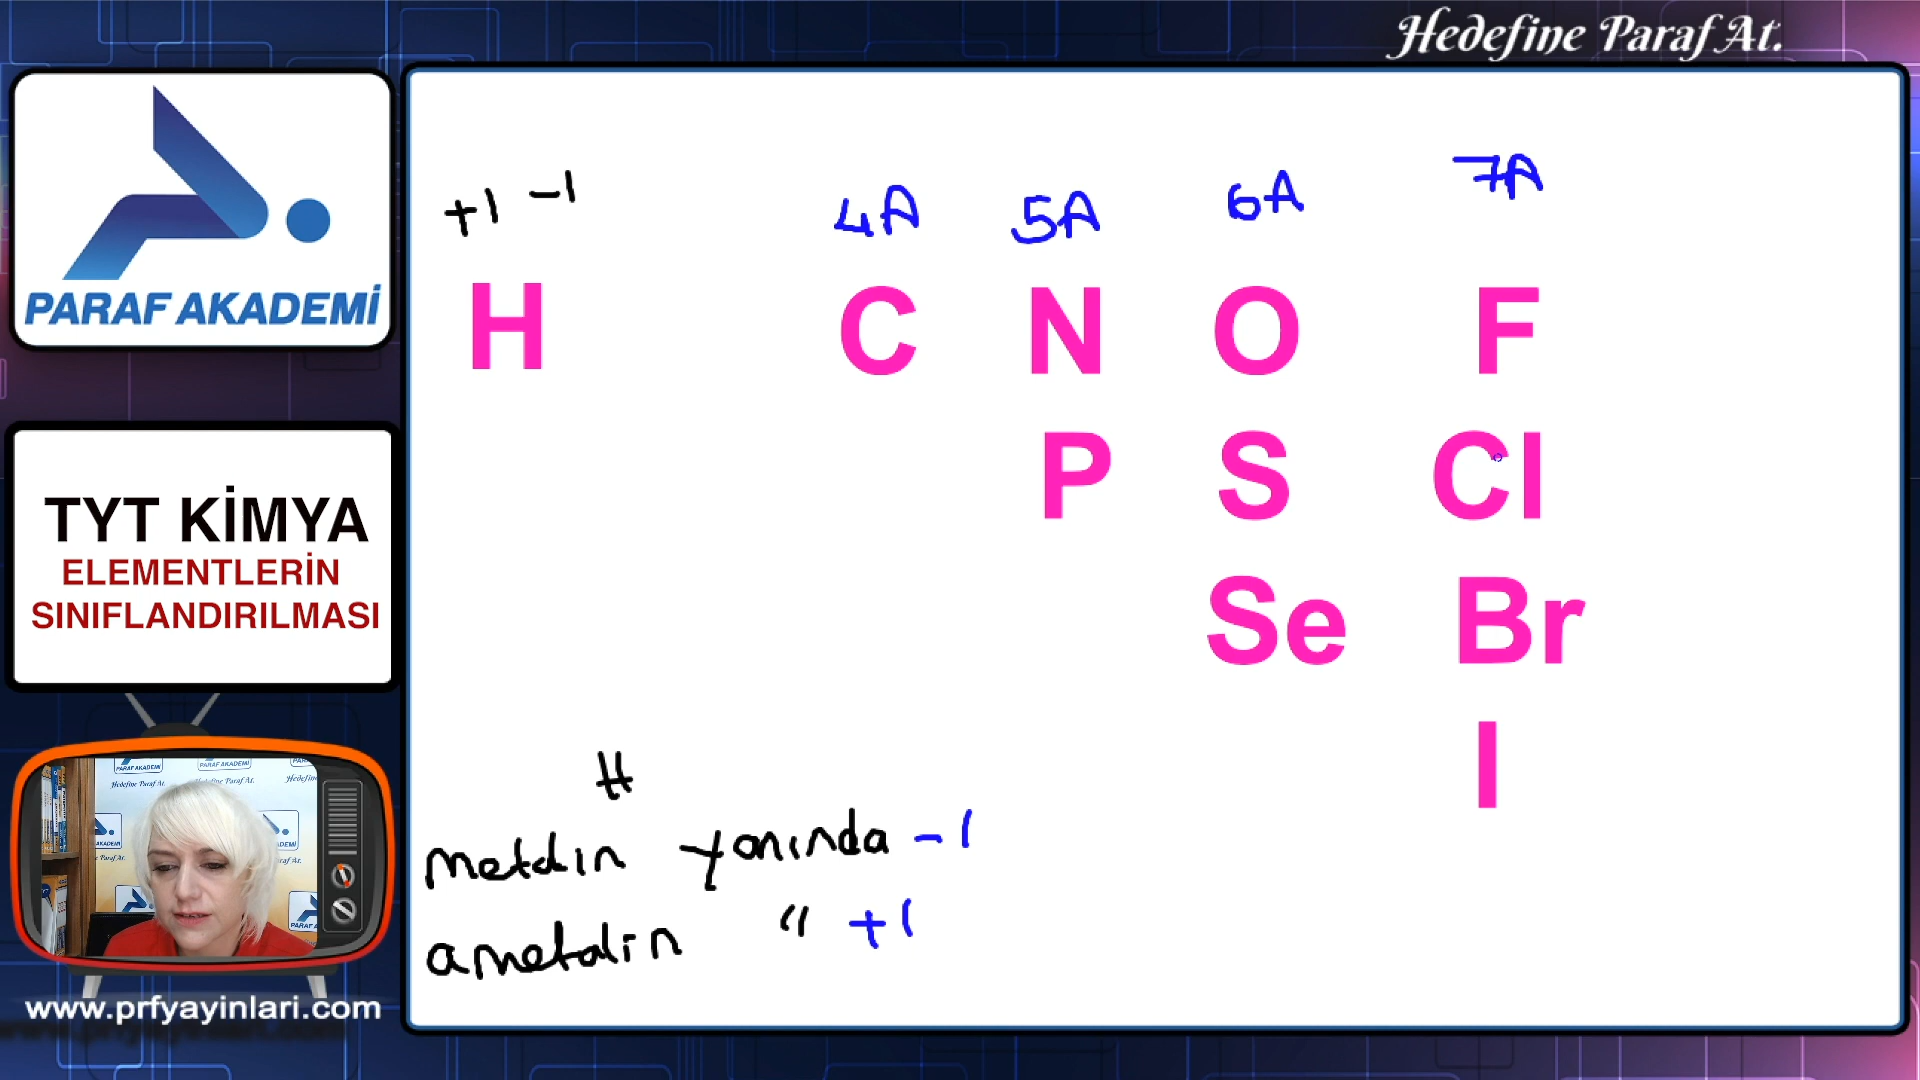 Hedefine Paraf At.
PARAF AKADEMİ
TYT KİMYA
ELEMENTLERİN
SINIFLANDIRILMASI
www.prfyayinlari.com
+1 -1
4A 5A 6A 7A
H C N O F
P S Cl
Se Br
I
H
metalin yanında -1
ametalin " +1